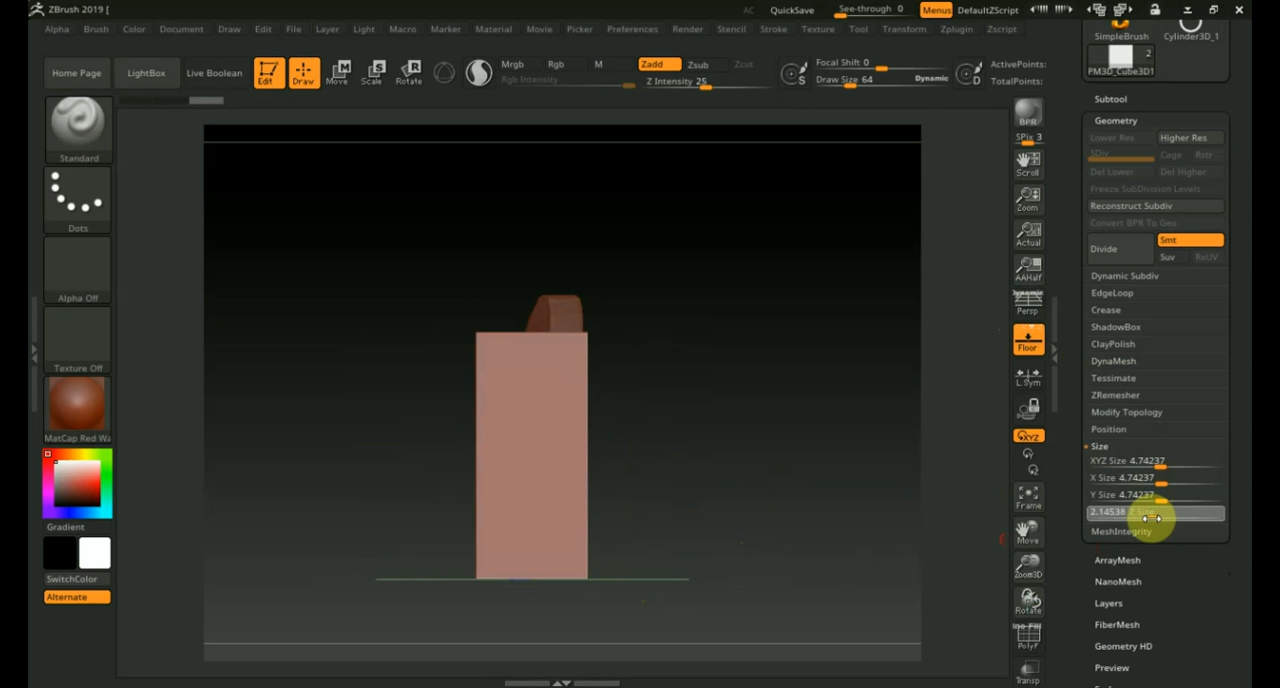 ZBrush 2019 [
AC QuickSave See-through 0 Menus DefaultZScript
Alpha Brush Color Document Draw Edit File Layer Light Macro Marker Material Movie Picker Preferences Render Stencil Stroke Texture Tool Transform Zplugin Zscript
Home Page
LightBox
Live Boolean
Edit
Draw
Move
Scale
Rotate
Mrgb Rgb M
Rgb Intensity
Zadd Zsub Zcut
Z Intensity 25
S
Focal Shift 0
Draw Size 64 Dynamic
D
ActivePoints:
TotalPoints:
Standard
Dots
Alpha Off
Texture Off
MatCap Red Wa
Gradient
SwitchColor
Alternate
BPR
SPix 3
Scroll
Zoom
Actual
AAHalf
Dynamic
Persp
Floor
L.Sym
XYZ
Frame
Move
Zoom3D
Rotate
PolyF
Transp
SimpleBrush Cylinder3D_1
2
PM3D_Cube3D1
Subtool
Geometry
Lower Res Higher Res
SDiv Cage Rstr
Del Lower Del Higher
Freeze SubDivision Levels
Reconstruct Subdiv
Convert BPR To Geo
Divide Smt
Suv ReUV
Dynamic Subdiv
EdgeLoop
Crease
ShadowBox
ClayPolish
DynaMesh
Tessimate
ZRemesher
Modify Topology
Position
Size
XYZ Size 4.74237
X Size 4.74237
Y Size 4.74237
2.14538 Z Size
MeshIntegrity
ArrayMesh
NanoMesh
Layers
FiberMesh
Geometry HD
Preview